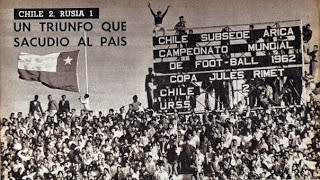 CHILE 2, RUSIA 1
UN TRIUNFO QUE
SACUDIO AL PAIS
CHILE SUBSEDE ARICA
CAMPEONATO MUNDIAL
DE FOOT-BALL 1962
COPA JULES RIMET
CHILE 2
URSS